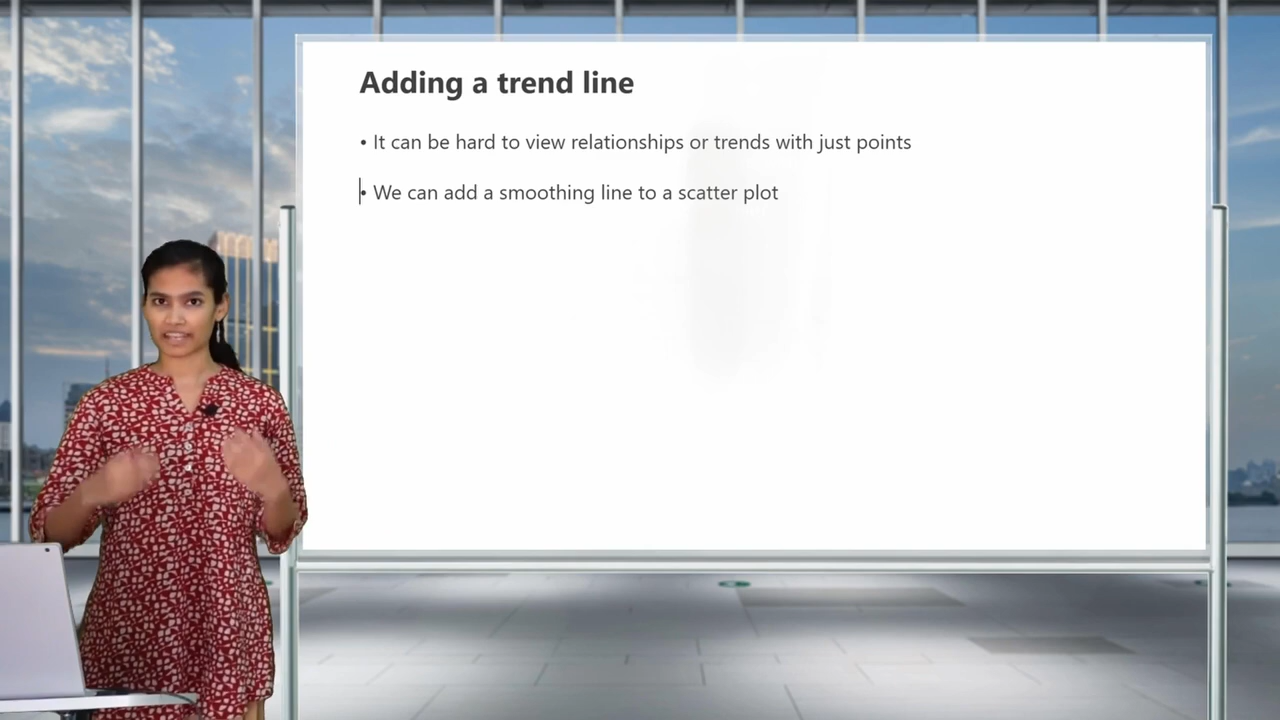 Adding a trend line
• It can be hard to view relationships or trends with just points
• We can add a smoothing line to a scatter plot